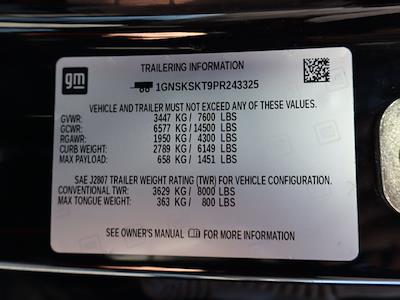 gm
TRAILERING INFORMATION
1GNSKSKT9PR243325
VEHICLE AND TRAILER MUST NOT EXCEED ANY OF THESE VALUES.
GVWR: 3447 KG / 7600 LBS
GCWR: 6577 KG / 14500 LBS
RGAWR: 1950 KG / 4300 LBS
CURB WEIGHT: 2789 KG / 6149 LBS
MAX PAYLOAD: 658 KG / 1451 LBS
SAE J2807 TRAILER WEIGHT RATING (TWR) FOR VEHICLE CONFIGURATION.
CONVENTIONAL TWR: 3629 KG / 8000 LBS
MAX TONGUE WEIGHT: 363 KG / 800 LBS
SEE OWNER'S MANUAL FOR MORE INFORMATION